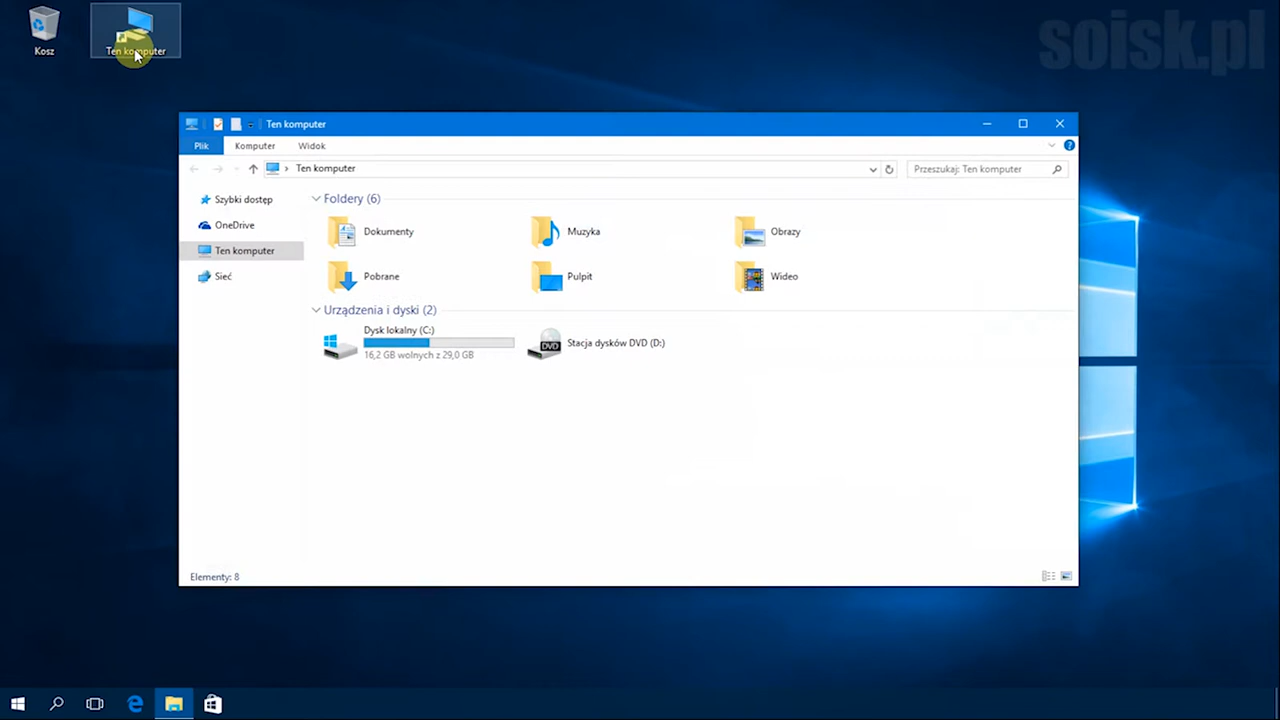 soisk.pl
Kosz
Ten komputer
Ten komputer
Plik Komputer Widok
Ten komputer
Przeszukaj: Ten komputer
Szybki dostęp
OneDrive
Ten komputer
Sieć
Foldery (6)
Dokumenty
Muzyka
Obrazy
Pobrane
Pulpit
Wideo
Urządzenia i dyski (2)
Dysk lokalny (C:)
16,2 GB wolnych z 29,0 GB
DVD
Stacja dysków DVD (D:)
Elementy: 8